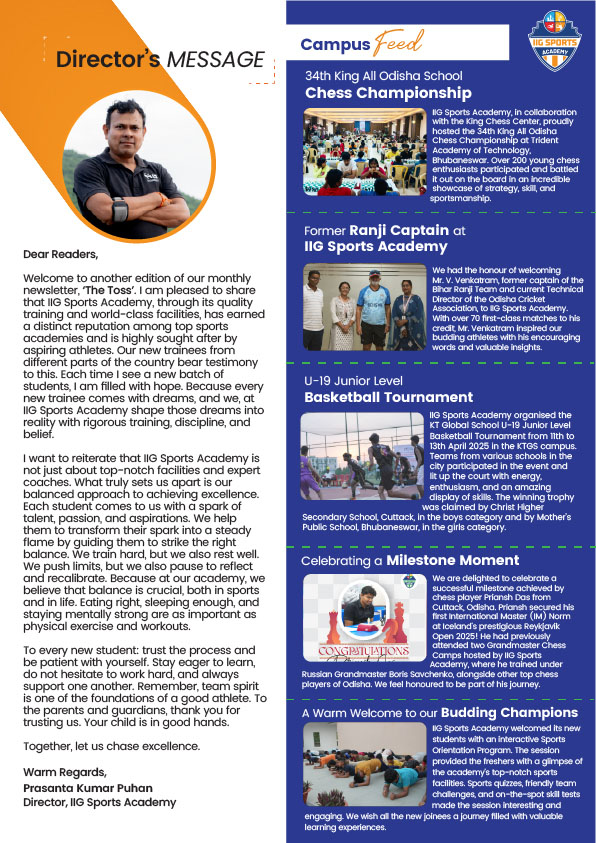 Director's MESSAGE
Dear Readers,
Welcome to another edition of our monthly
newsletter, 'The Toss'. I am pleased to share
that IIG Sports Academy, through its quality
training and world-class facilities, has earned
a distinct reputation among top sports
academies and is highly sought after by
aspiring athletes. Our new trainees from
different parts of the country bear testimony
to this. Each time I see a new batch of
students, I am filled with hope. Because every
new trainee comes with dreams, and we, at
IIG Sports Academy shape those dreams into
reality with rigorous training, discipline, and
belief.
I want to reiterate that IIG Sports Academy is
not just about top-notch facilities and expert
coaches. What truly sets us apart is our
balanced approach to achieving excellence.
Each student comes to us with a spark of
talent, passion, and aspirations. We help
them to transform their spark into a steady
flame by guiding them to strike the right
balance. We train hard, but we also rest well.
We push limits, but we also pause to reflect
and recalibrate. Because at our academy, we
believe that balance is crucial, both in sports
and in life. Eating right, sleeping enough, and
staying mentally strong are as important as
physical exercise and workouts.
To every new student: trust the process and
be patient with yourself. Stay eager to learn,
do not hesitate to work hard, and always
support one another. Remember, team spirit
is one of the foundations of a good athlete. To
the parents and guardians, thank you for
trusting us. Your child is in good hands.
Together, let us chase excellence.
Warm Regards,
Prasanta Kumar Puhan
Director, IIG Sports Academy
Campus Feed
IIG SPORTS
ACADEMY
34th King All Odisha School
Chess Championship
IIG Sports Academy, in collaboration
with the King Chess Center, proudly
hosted the 34th King All Odisha
Chess Championship at Trident
Academy of Technology,
Bhubaneswar. Over 200 young chess
enthusiasts participated and battled
it out on the board in an incredible
showcase of strategy, skill, and
sportsmanship.
Former Ranji Captain at
IIG Sports Academy
We had the honour of welcoming
Mr. V. Venkatram, former captain of the
Bihar Ranji Team and current Technical
Director of the Odisha Cricket
Association, to IIG Sports Academy.
With over 70 first-class matches to his
credit, Mr. Venkatram inspired our
budding athletes with his encouraging
words and valuable insights.
U-19 Junior Level
Basketball Tournament
IIG Sports Academy organised the
KT Global School U-19 Junior Level
Basketball Tournament from 11th to
13th April 2025 in the KTGS campus.
Teams from various schools in the
city participated in the event and
lit up the court with energy,
enthusiasm, and an amazing
display of skills. The winning trophy
was claimed by Christ Higher
Secondary School, Cuttack, in the boys category and by Mother's
Public School, Bhubaneswar, in the girls category.
Celebrating a Milestone Moment
CONGRATULATIONS
We are delighted to celebrate a
successful milestone achieved by
chess player Priansh Das from
Cuttack, Odisha. Priansh secured his
first International Master (IM) Norm
at Iceland's prestigious Reykjavik
Open 2025! He had previously
attended two Grandmaster Chess
Camps hosted by IIG Sports
Academy, where he trained under
Russian Grandmaster Boris Savchenko, alongside other top chess
players of Odisha. We feel honoured to be part of his journey.
A Warm Welcome to our Budding Champions
IIG Sports Academy welcomed its new
students with an interactive Sports
Orientation Program. The session
provided the freshers with a glimpse of
the academy's top-notch sports
facilities. Sports quizzes, friendly team
challenges, and on-the-spot skill tests
made the session interesting and
engaging. We wish all the new joinees a journey filled with valuable
learning experiences.